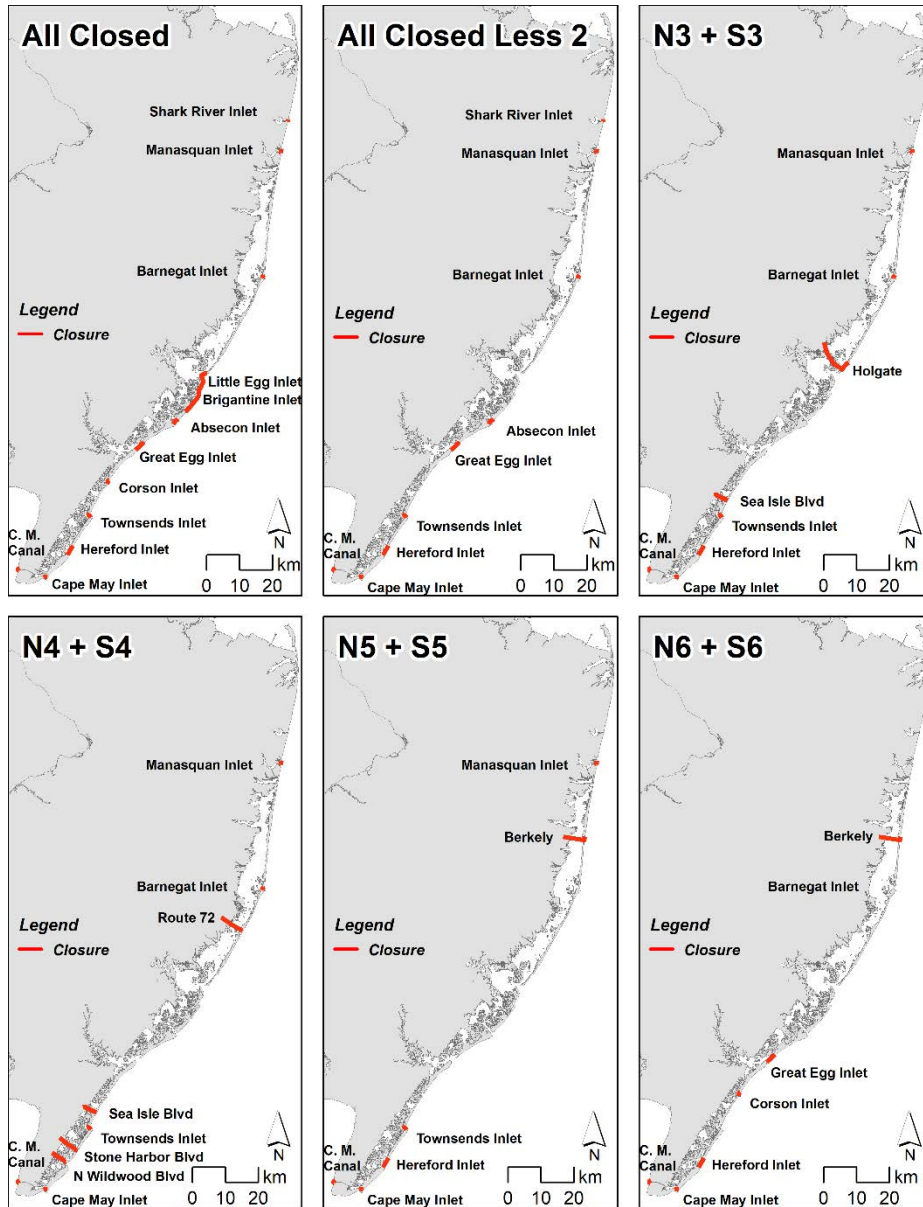 All Closed
Shark River Inlet
Manasquan Inlet
Barnegat Inlet
Legend
Closure
Little Egg Inlet
Brigantine Inlet
Absecon Inlet
Great Egg Inlet
Corson Inlet
Townsends Inlet
C. M.
Canal
Hereford Inlet
Cape May Inlet
N
0 10 20
km
All Closed Less 2
Shark River Inlet
Manasquan Inlet
Barnegat Inlet
Legend
Closure
Absecon Inlet
Great Egg Inlet
Townsends Inlet
C. M.
Canal
Hereford Inlet
Cape May Inlet
N
0 10 20
km
N3 + S3
Manasquan Inlet
Barnegat Inlet
Legend
Closure
Holgate
Sea Isle Blvd
Townsends Inlet
C. M.
Canal
Hereford Inlet
Cape May Inlet
N
0 10 20
km
N4 + S4
Manasquan Inlet
Barnegat Inlet
Route 72
Legend
Closure
Sea Isle Blvd
Townsends Inlet
C. M.
Canal
Stone Harbor Blvd
N Wildwood Blvd
Cape May Inlet
N
0 10 20
km
N5 + S5
Manasquan Inlet
Berkely
Legend
Closure
Townsends Inlet
C. M.
Canal
Hereford Inlet
Cape May Inlet
N
0 10 20
km
N6 + S6
Berkely
Barnegat Inlet
Legend
Closure
Great Egg Inlet
Corson Inlet
C. M.
Canal
Hereford Inlet
Cape May Inlet
N
0 10 20
km